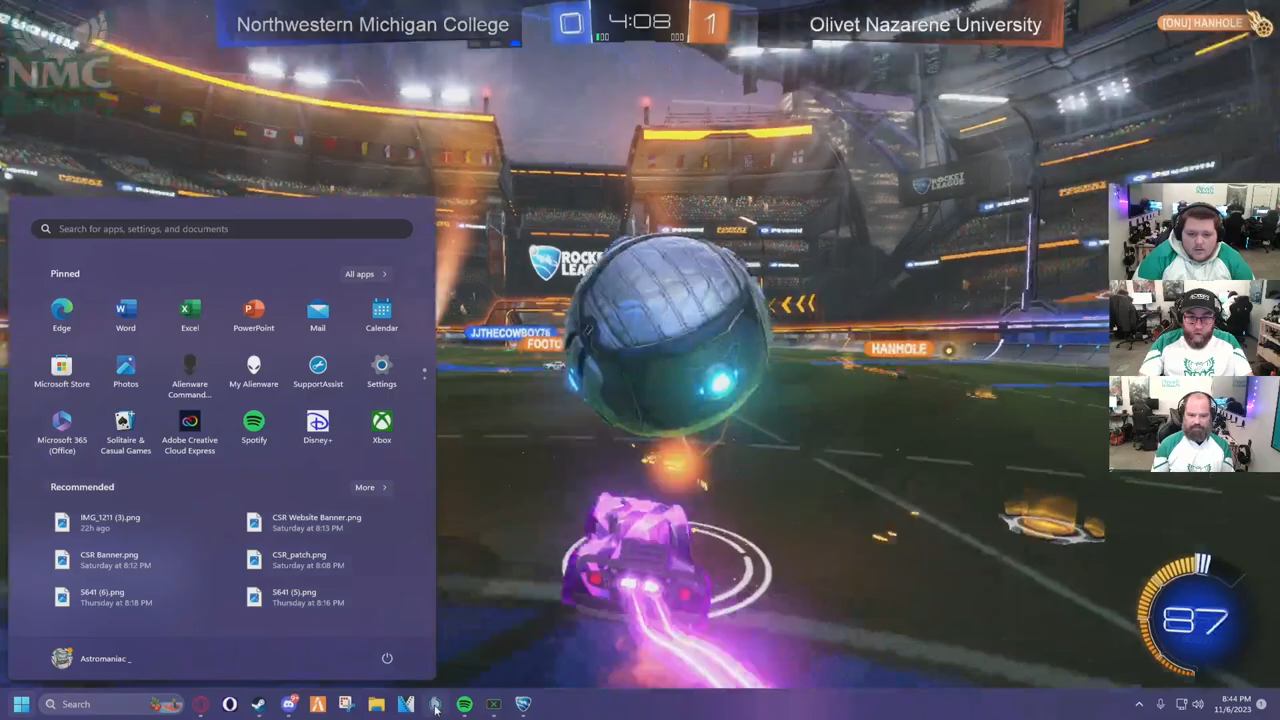 Northwestern Michigan College
0
4:08
1
Olivet Nazarene University
[ONU] HANHOLE
NMC
Search for apps, settings, and documents
Pinned
All apps
Edge
Word
Excel
PowerPoint
Mail
Calendar
Microsoft Store
Photos
Alienware Command...
My Alienware
SupportAssist
Settings
Microsoft 365 (Office)
Solitaire & Casual Games
Adobe Creative Cloud Express
Spotify
Disney+
Xbox
Recommended
More
IMG_1211 (3).png
22h ago
CSR Website Banner.png
Saturday at 8:13 PM
CSR Banner.png
Saturday at 8:12 PM
CSR_patch.png
Saturday at 8:08 PM
S641 (6).png
Thursday at 8:18 PM
S641 (5).png
Thursday at 8:16 PM
Astromaniac _
JJTHECOWBOY76
FOOTC
HANHOLE
ROCKET LEAGUE
87
Search
8:44 PM
11/6/2023